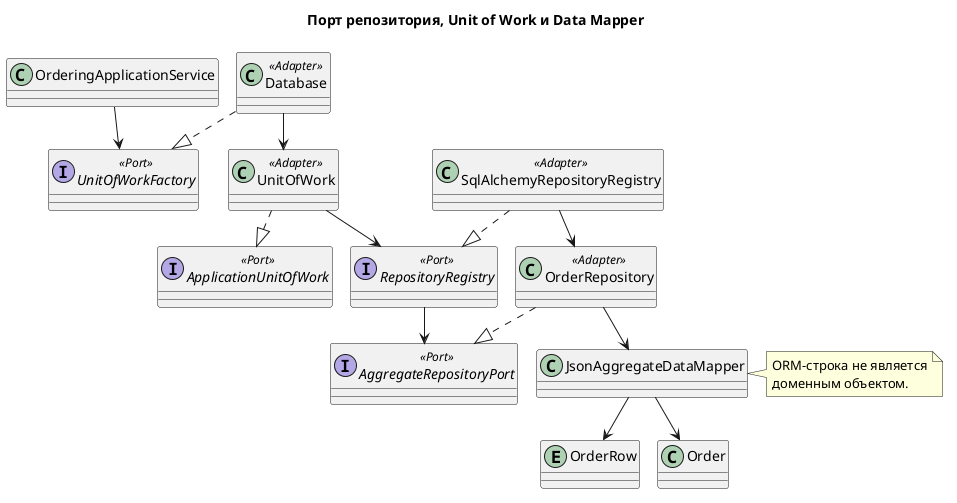 Порт репозитория, Unit of Work и Data Mapper
C OrderingApplicationService
«Adapter»
C Database
«Port»
I UnitOfWorkFactory
«Adapter»
C UnitOfWork
«Adapter»
C SqlAlchemyRepositoryRegistry
«Port»
I ApplicationUnitOfWork
«Port»
I RepositoryRegistry
«Adapter»
C OrderRepository
«Port»
I AggregateRepositoryPort
C JsonAggregateDataMapper
ORM-строка не является
доменным объектом.
E OrderRow
C Order